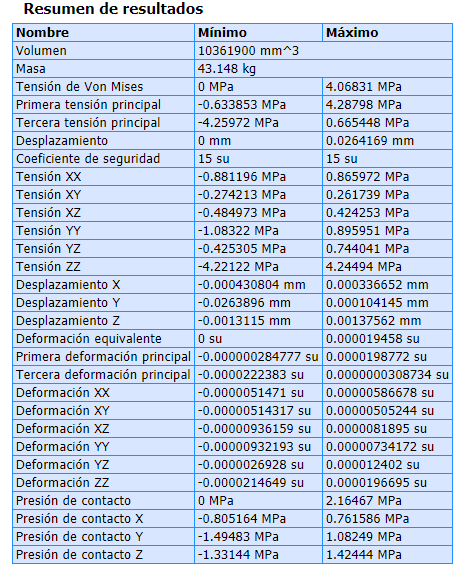 Resumen de resultados
Nombre Mínimo Máximo
Volumen 10361900 mm^3
Masa 43.148 kg
Tensión de Von Mises 0 MPa 4.06831 MPa
Primera tensión principal -0.633853 MPa 4.28798 MPa
Tercera tensión principal -4.25972 MPa 0.665448 MPa
Desplazamiento 0 mm 0.0264169 mm
Coeficiente de seguridad 15 su 15 su
Tensión XX -0.881196 MPa 0.865972 MPa
Tensión XY -0.274213 MPa 0.261739 MPa
Tensión XZ -0.484973 MPa 0.424253 MPa
Tensión YY -1.08322 MPa 0.895951 MPa
Tensión YZ -0.425305 MPa 0.744041 MPa
Tensión ZZ -4.22122 MPa 4.24494 MPa
Desplazamiento X -0.000430804 mm 0.000336652 mm
Desplazamiento Y -0.0263896 mm 0.000104145 mm
Desplazamiento Z -0.0013115 mm 0.00137562 mm
Deformación equivalente 0 su 0.000019458 su
Primera deformación principal -0.000000284777 su 0.0000198772 su
Tercera deformación principal -0.0000222383 su 0.0000000308734 su
Deformación XX -0.0000051471 su 0.00000586678 su
Deformación XY -0.00000514317 su 0.00000505244 su
Deformación XZ -0.00000936159 su 0.0000081895 su
Deformación YY -0.00000932193 su 0.00000734172 su
Deformación YZ -0.0000026928 su 0.000012402 su
Deformación ZZ -0.0000214649 su 0.0000196695 su
Presión de contacto 0 MPa 2.16467 MPa
Presión de contacto X -0.805164 MPa 0.761586 MPa
Presión de contacto Y -1.49483 MPa 1.08249 MPa
Presión de contacto Z -1.33144 MPa 1.42444 MPa